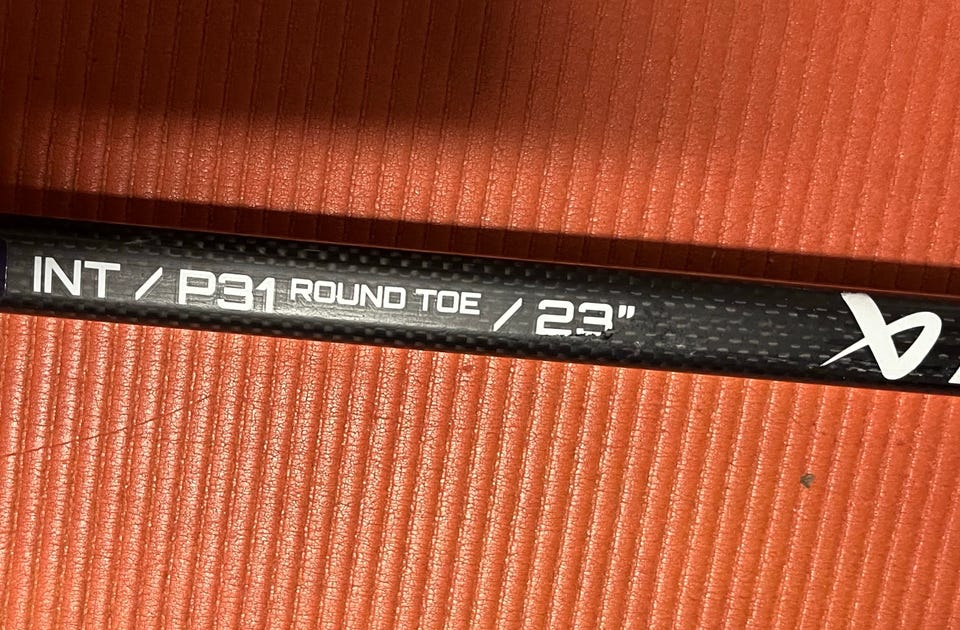 INT / P31 ROUND TOE / 23"